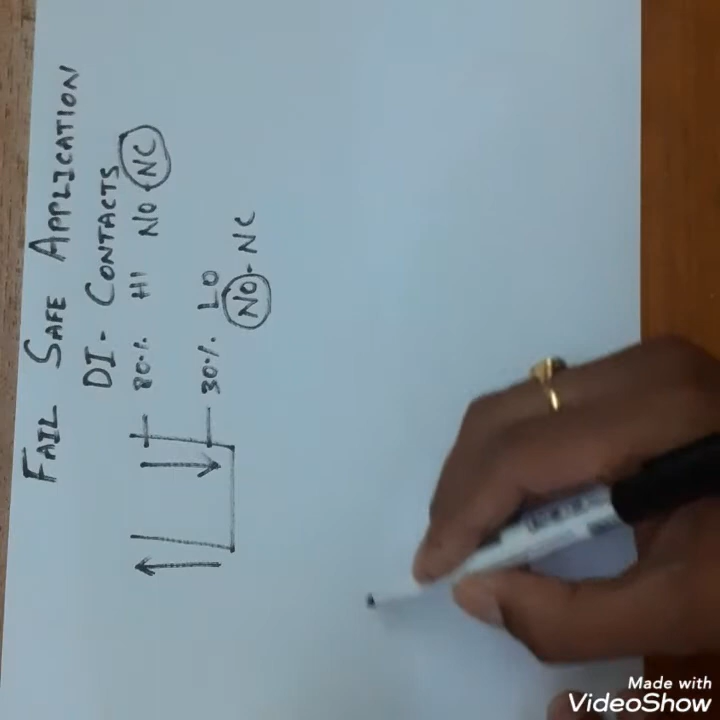 FAIL SAFE APPLICATION
DI - CONTACTS
80% HI NO - NC
30% LO
NO - NC
Made with
VideoShow